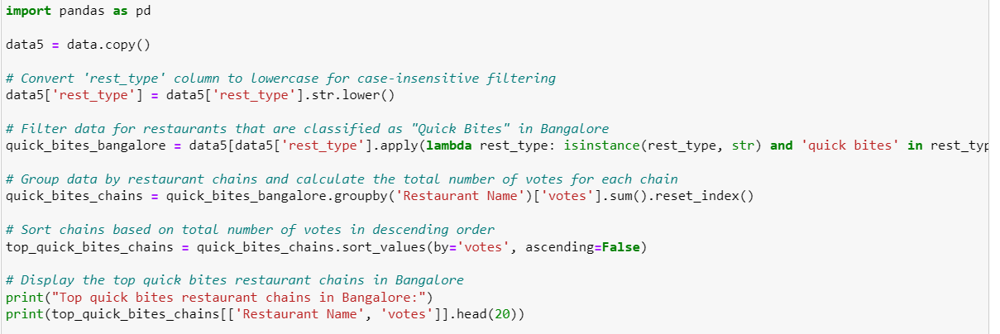 import pandas as pd
data5 = data.copy()
# Convert 'rest_type' column to lowercase for case-insensitive filtering
data5['rest_type'] = data5['rest_type'].str.lower()
# Filter data for restaurants that are classified as "Quick Bites" in Bangalore
quick_bites_bangalore = data5[data5['rest_type'].apply(lambda rest_type: isinstance(rest_type, str) and 'quick bites' in rest_typ
# Group data by restaurant chains and calculate the total number of votes for each chain
quick_bites_chains = quick_bites_bangalore.groupby('Restaurant Name')['votes'].sum().reset_index()
# Sort chains based on total number of votes in descending order
top_quick_bites_chains = quick_bites_chains.sort_values(by='votes', ascending=False)
# Display the top quick bites restaurant chains in Bangalore
print("Top quick bites restaurant chains in Bangalore:")
print(top_quick_bites_chains[['Restaurant Name', 'votes']].head(20))